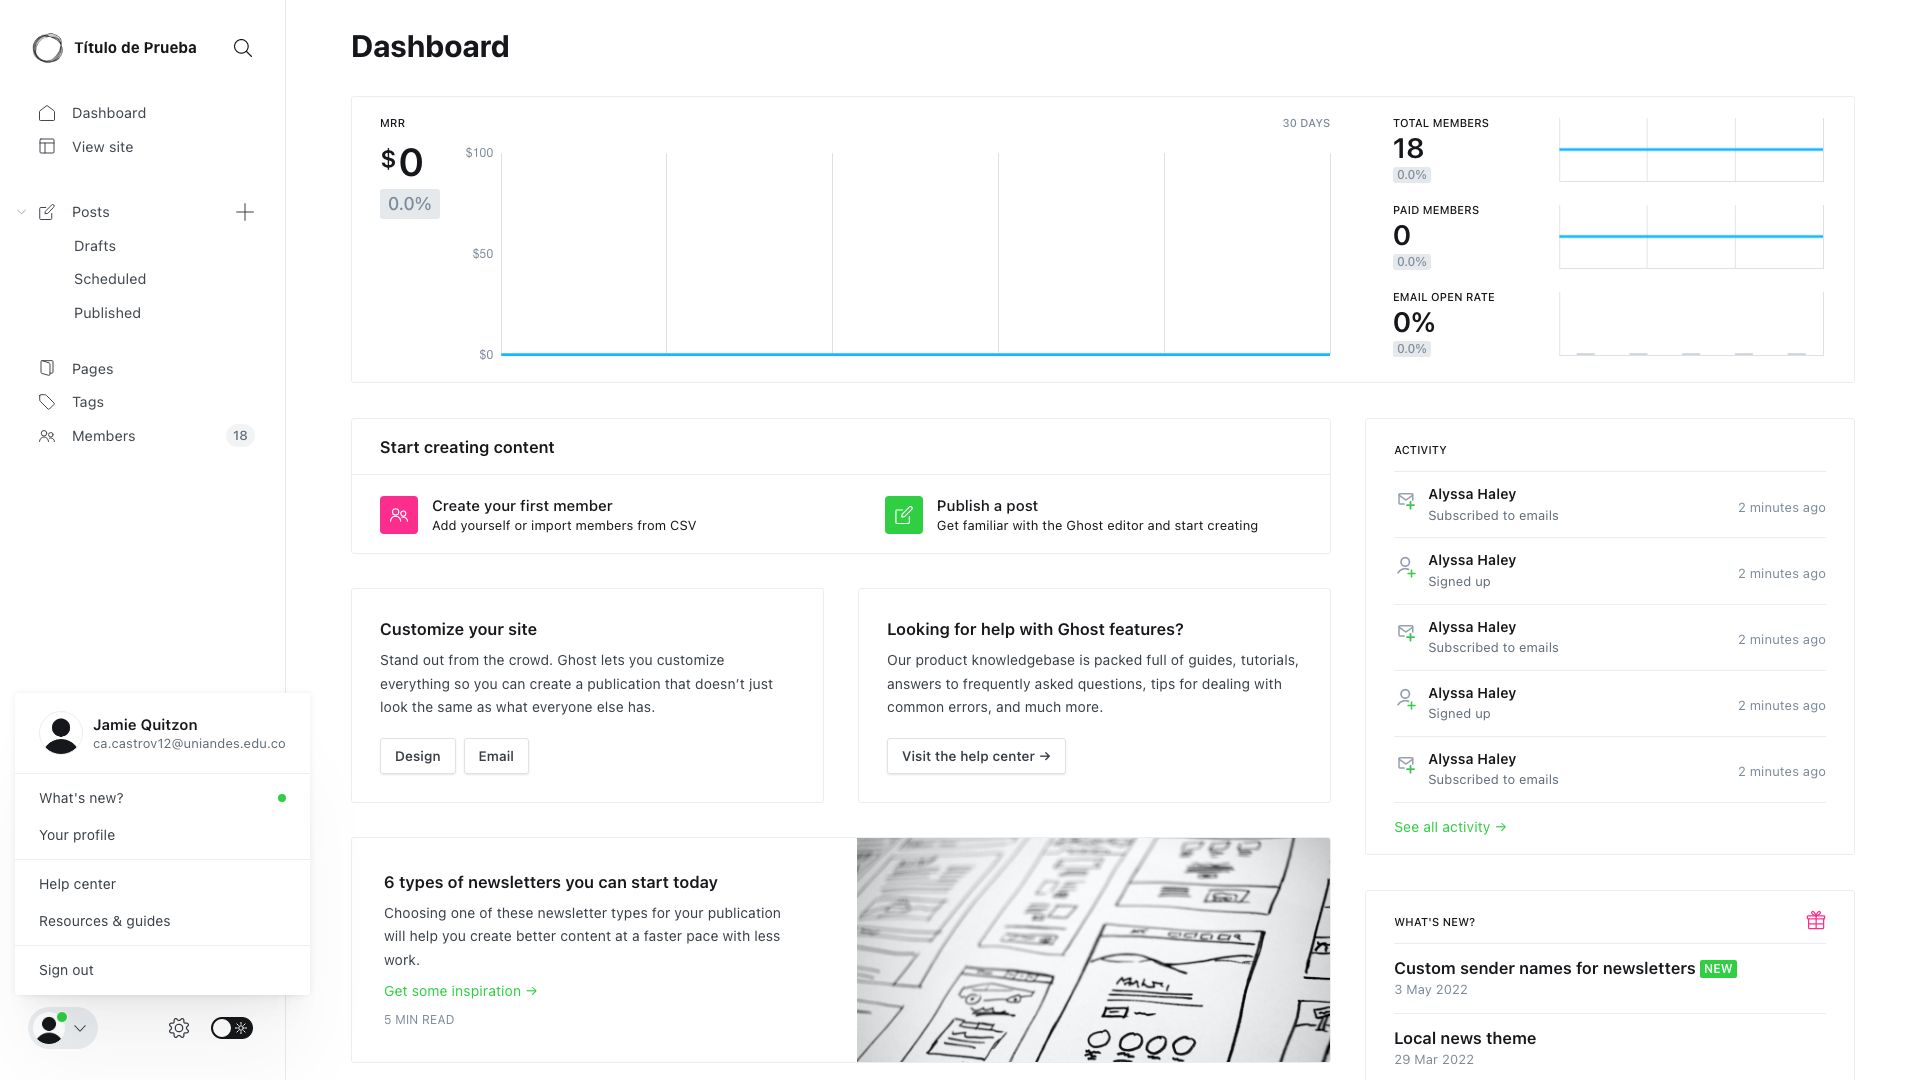 Título de Prueba
Dashboard
View site
Posts
Drafts
Scheduled
Published
Pages
Tags
Members
18
Jamie Quitzon
ca.castrov12@uniandes.edu.co
What's new?
Your profile
Help center
Resources & guides
Sign out
Dashboard
MRR
30 DAYS
$0
0.0%
$100
$50
$0
TOTAL MEMBERS
18
0.0%
PAID MEMBERS
0
0.0%
EMAIL OPEN RATE
0%
0.0%
Start creating content
Create your first member
Add yourself or import members from CSV
Publish a post
Get familiar with the Ghost editor and start creating
Customize your site
Stand out from the crowd. Ghost lets you customize
everything so you can create a publication that doesn’t just
look the same as what everyone else has.
Design
Email
Looking for help with Ghost features?
Our product knowledgebase is packed full of guides, tutorials,
answers to frequently asked questions, tips for dealing with
common errors, and much more.
Visit the help center →
6 types of newsletters you can start today
Choosing one of these newsletter types for your publication
will help you create better content at a faster pace with less
work.
Get some inspiration →
5 MIN READ
ACTIVITY
Alyssa Haley
Subscribed to emails
2 minutes ago
Alyssa Haley
Signed up
2 minutes ago
Alyssa Haley
Subscribed to emails
2 minutes ago
Alyssa Haley
Signed up
2 minutes ago
Alyssa Haley
Subscribed to emails
2 minutes ago
See all activity →
WHAT'S NEW?
Custom sender names for newsletters NEW
3 May 2022
Local news theme
29 Mar 2022